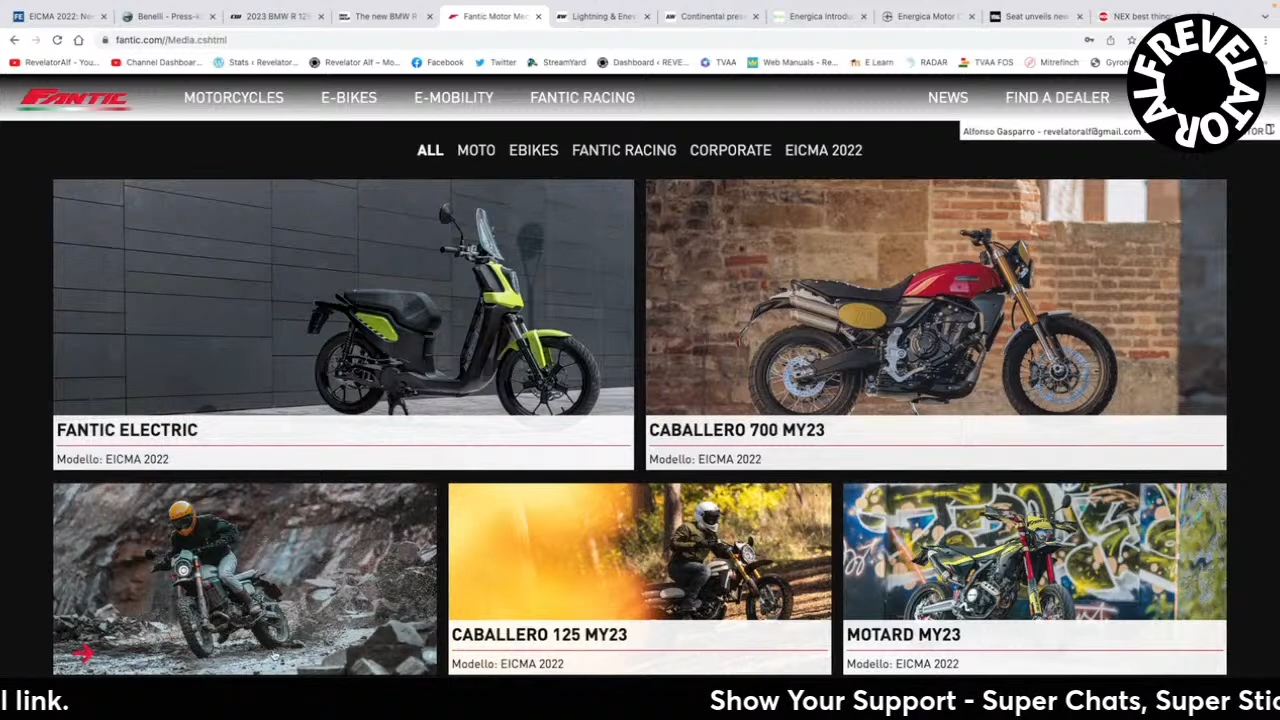 EICMA 2022: Ne
Benelli - Press-k
2023 BMW R 125
The new BMW R
Fantic Motor Med
Lightning & Ene
Continental pres
Energica Introdu
Energica Motor C
Seat unveils new
NEX best thing
fantic.com//Media.cshtml
RevelatorAlf - You...
Channel Dashboar...
Stats ‹ Revelator...
Revelator Alf – Mo...
Facebook
Twitter
StreamYard
Dashboard ‹ REVE...
TVAA
Web Manuals - Re...
E Learn
RADAR
TVAA FOS
Mitrefinch
REVELATOR ALF
FANTIC
MOTORCYCLES
E-BIKES
E-MOBILITY
FANTIC RACING
NEWS
FIND A DEALER
Alfonso Gasparro - revelatoralf@gmail.com -
ALL
MOTO
EBIKES
FANTIC RACING
CORPORATE
EICMA 2022
FANTIC ELECTRIC
Modello: EICMA 2022
CABALLERO 700 MY23
Modello: EICMA 2022
CABALLERO 125 MY23
Modello: EICMA 2022
MOTARD MY23
Modello: EICMA 2022
l link.
Show Your Support - Super Chats, Super Stic